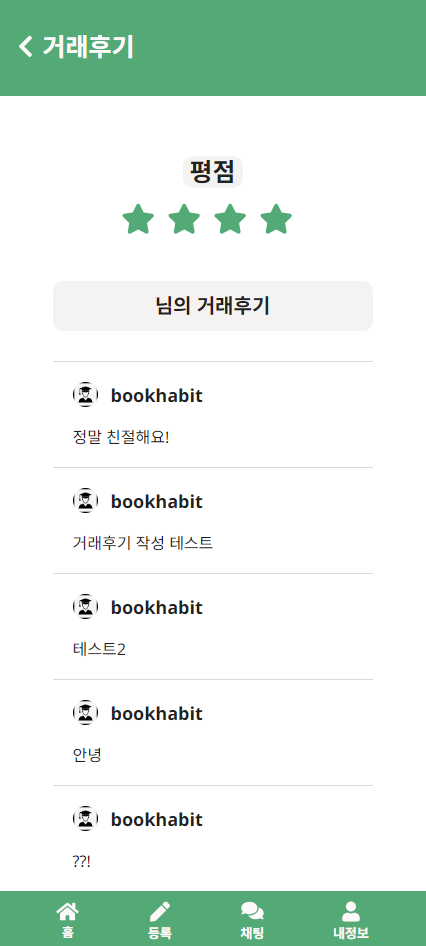 거래후기
평점
님의 거래후기
bookhabit
정말 친절해요!
bookhabit
거래후기 작성 테스트
bookhabit
테스트2
bookhabit
안녕
bookhabit
??!
홈 등록 채팅 내정보